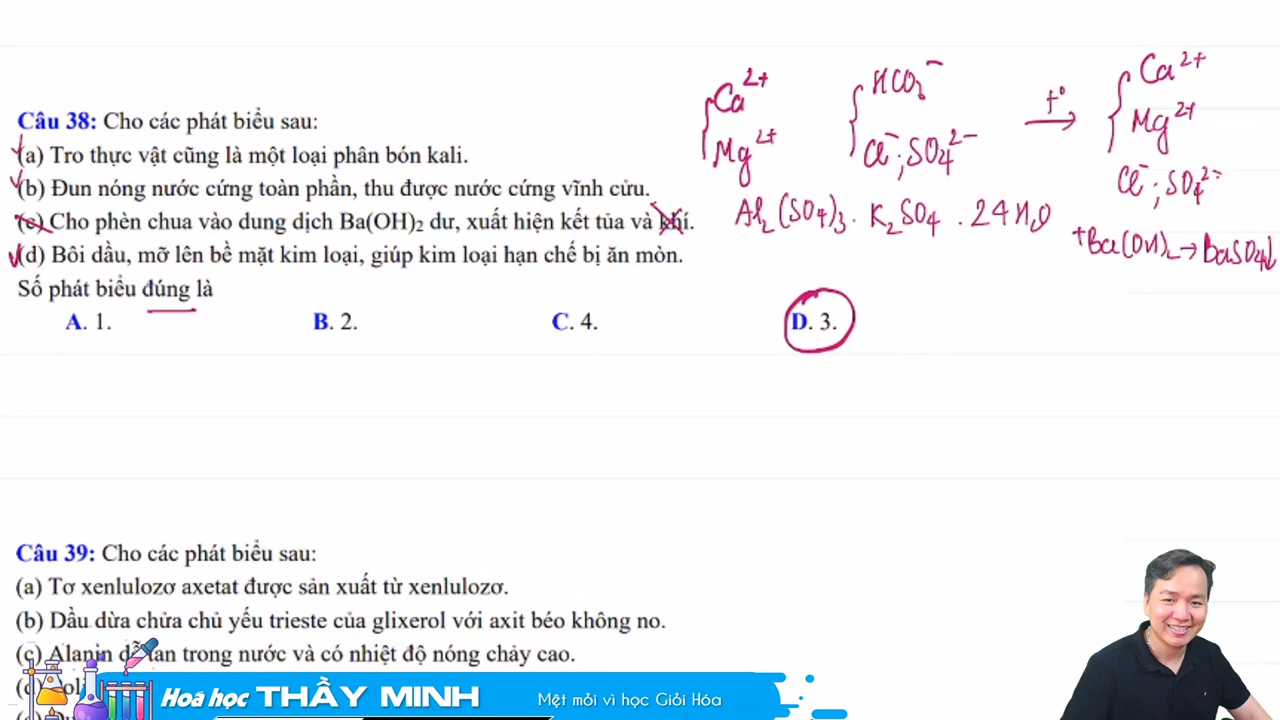 Câu 38: Cho các phát biểu sau:
(a) Tro thực vật cũng là một loại phân bón kali.
(b) Đun nóng nước cứng toàn phần, thu được nước cứng vĩnh cửu.
(c) Cho phèn chua vào dung dịch Ba(OH)₂ dư, xuất hiện kết tủa và khí.
(d) Bôi dầu, mỡ lên bề mặt kim loại, giúp kim loại hạn chế bị ăn mòn.
Số phát biểu đúng là
A. 1. B. 2. C. 4. D. 3.
Ca²⁺ HCO₃⁻ t° Ca²⁺
Mg²⁺ Cl⁻; SO₄²⁻ → Mg²⁺
Cl⁻; SO₄²⁻
Al₂(SO₄)₃ . K₂SO₄ . 24H₂O
+Ba(OH)₂ → BaSO₄↓
Câu 39: Cho các phát biểu sau:
(a) Tơ xenlulozơ axetat được sản xuất từ xenlulozơ.
(b) Dầu dừa chứa chủ yếu trieste của glixerol với axit béo không no.
(c) Alanin dễ tan trong nước và có nhiệt độ nóng chảy cao.
Hoá học THẦY MINH Mệt mỏi vì học Giỏi Hóa